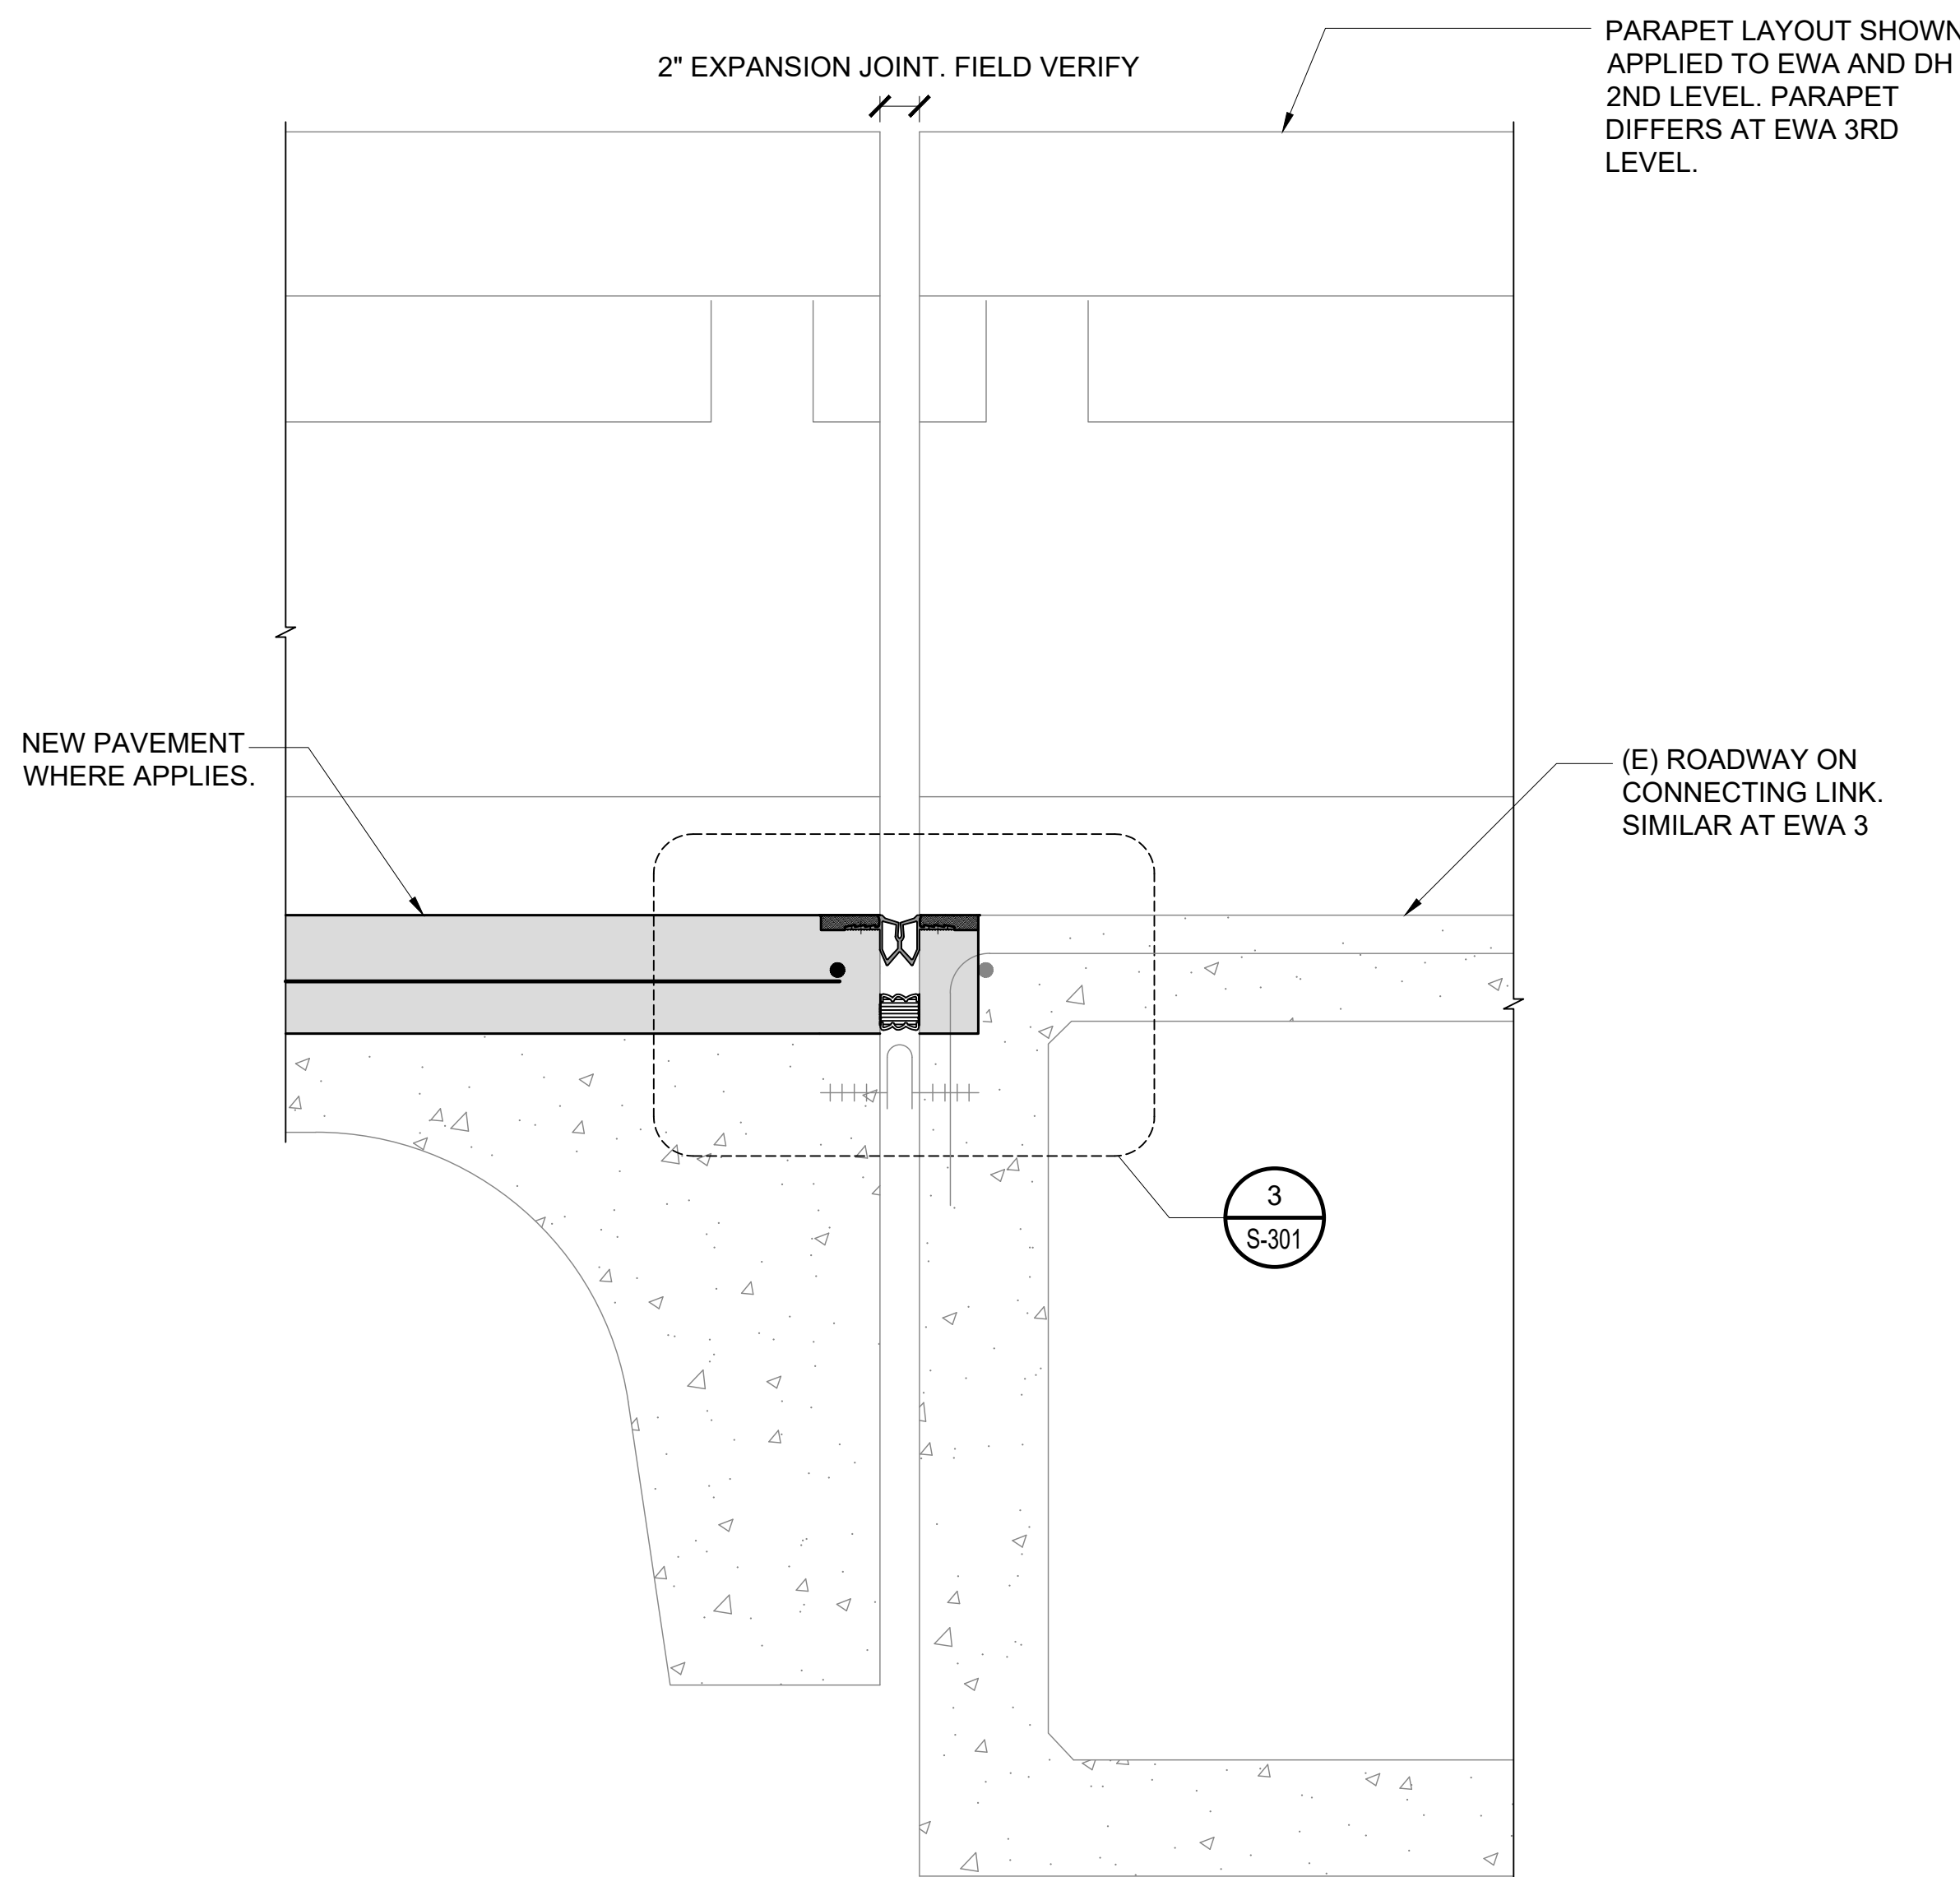 2" EXPANSION JOINT. FIELD VERIFY
PARAPET LAYOUT SHOWN
APPLIED TO EWA AND DH
2ND LEVEL. PARAPET
DIFFERS AT EWA 3RD
LEVEL.
NEW PAVEMENT
WHERE APPLIES.
(E) ROADWAY ON
CONNECTING LINK.
SIMILAR AT EWA 3
3
S-301